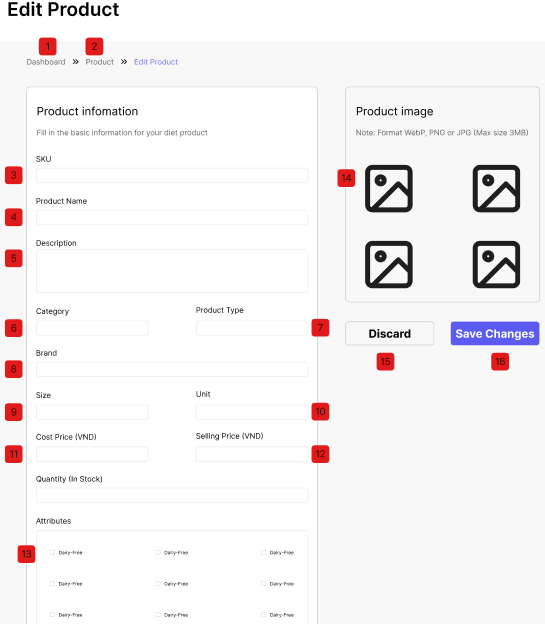 Edit Product
1 2
Dashboard » Product » Edit Product
Product infomation
Fill in the basic information for your diet product
SKU
3
Product Name
4
Description
5
Category Product Type
6 7
Brand
8
Size Unit
9 10
Cost Price (VND) Selling Price (VND)
11 12
Quantity (In Stock)
Attributes
13 Dairy-Free Dairy-Free Dairy-Free
Dairy-Free Dairy-Free Dairy-Free
Dairy-Free Dairy-Free Dairy-Free
Product image
Note: Format WebP, PNG or JPG (Max size 3MB)
14
Discard Save Changes
15 16